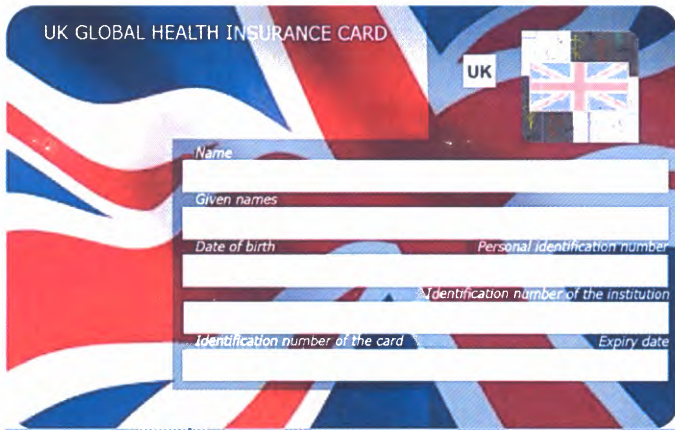 UK GLOBAL HEALTH INSURANCE CARD
UK
Name
Given names
Date of birth Personal identification number
Identification number of the institution
Identification number of the card Expiry date